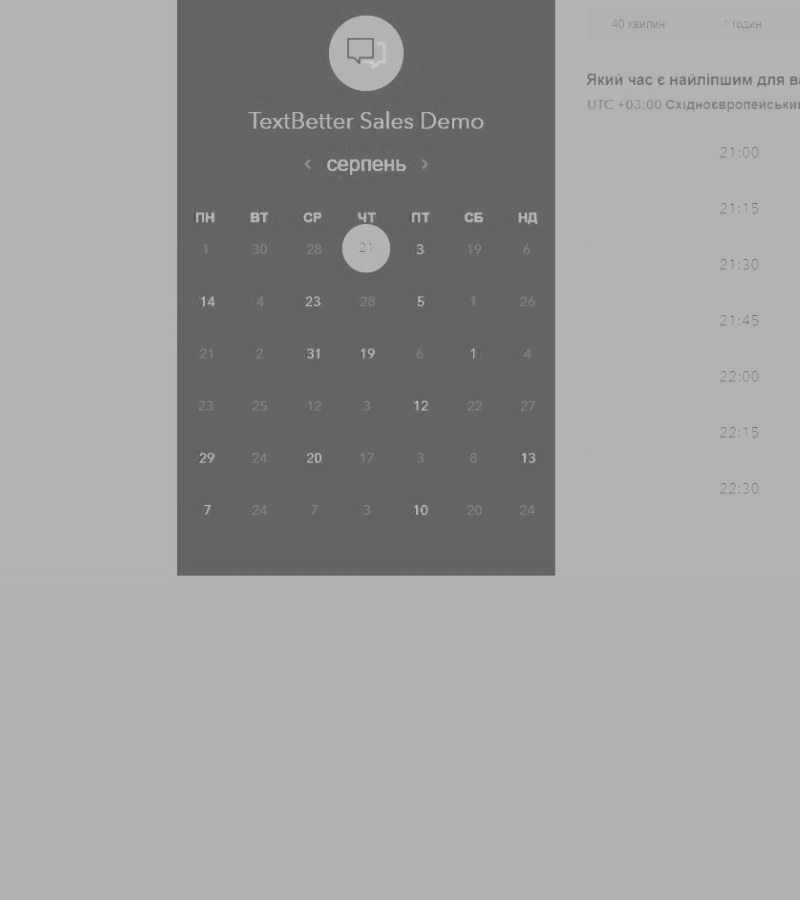 TextBetter Sales Demo
серпень
ПН ВТ СР ЧТ ПТ СБ НД
1 30 28 21 3 19 6
14 4 23 28 5 1 26
21 2 31 19 6 1 4
23 25 12 3 12 22 27
29 24 20 17 3 8 13
7 24 7 3 10 20 24
40 хвилин 1 годин
Який час є найліпшим для ва
UTC +03:00 Східноєвропейський
21:00
21:15
21:30
21:45
22:00
22:15
22:30